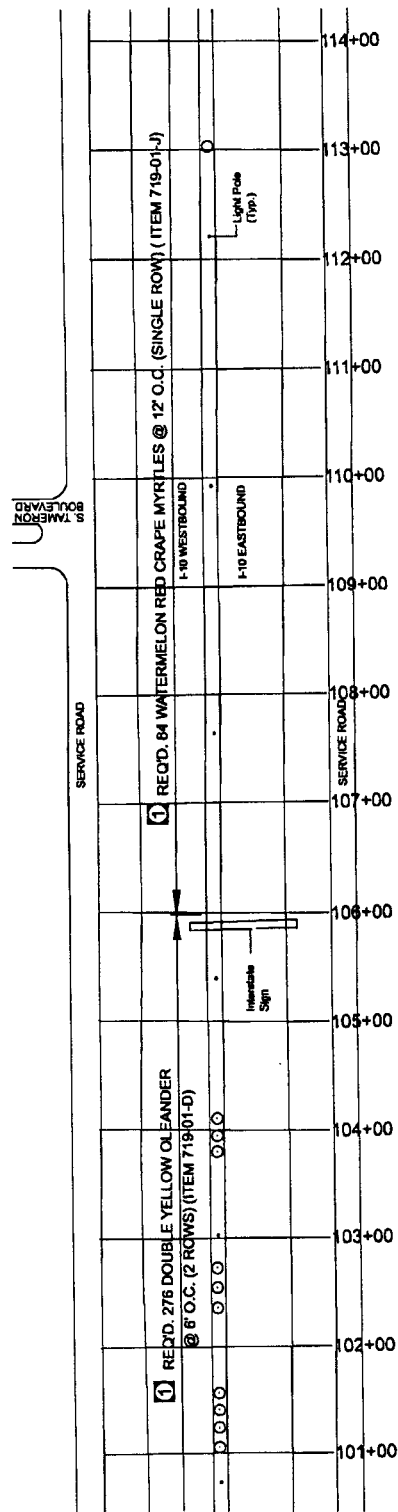 S. TAMERON
BOULEVARD
SERVICE ROAD
① REQ'D. 276 DOUBLE YELLOW OLEANDER
@ 6' O.C. (2 ROWS) (ITEM 719-01-D)
① REQ'D. 84 WATERMELON RED CRAPE MYRTLES @ 12' O.C. (SINGLE ROW) ( ITEM 719-01-J)
I-10 WESTBOUND
I-10 EASTBOUND
Interstate
Sign
Light Pole
(Typ.)
SERVICE ROAD
101+00
102+00
103+00
104+00
105+00
106+00
107+00
108+00
109+00
110+00
111+00
112+00
113+00
114+00